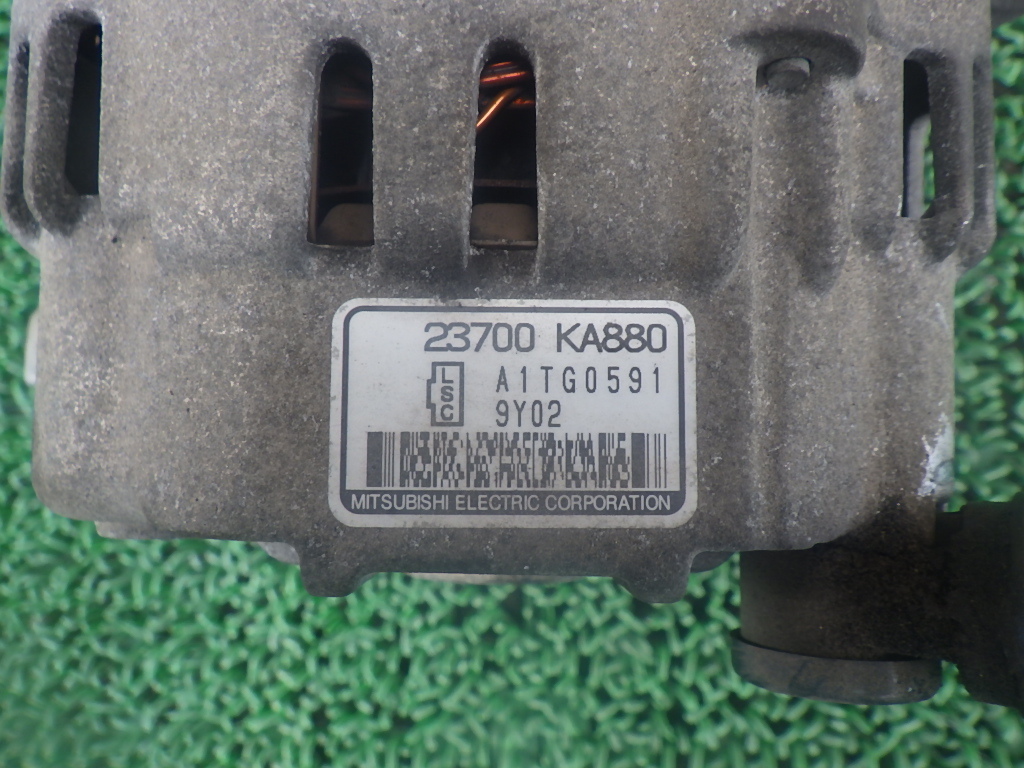 23700 KA880
LSC A1TG0591
9Y02
MITSUBISHI ELECTRIC CORPORATION